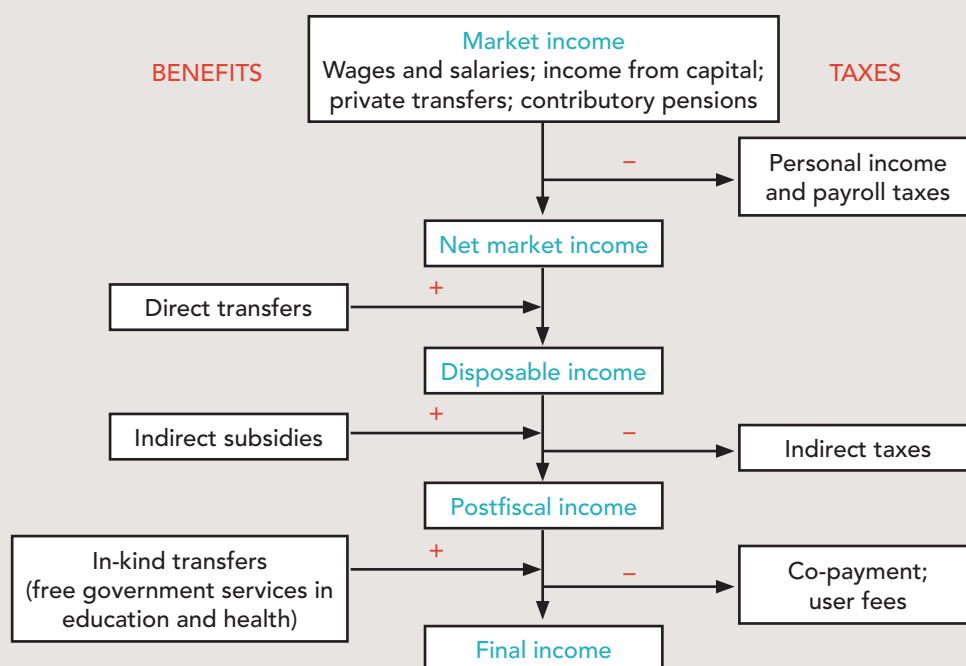 Market income
BENEFITS
Wages and salaries; income from capital;
TAXES
private transfers; contributory pensions
−
Personal income
and payroll taxes
Net market income
+
Direct transfers
Disposable income
+
Indirect subsidies
−
Indirect taxes
Postfiscal income
+
In-kind transfers
(free government services in
education and health)
−
Co-payment;
user fees
Final income